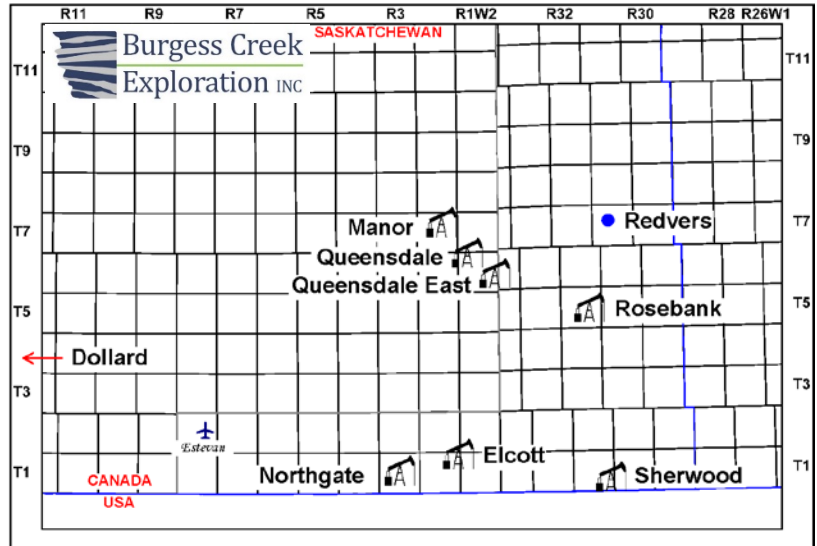 R11 R9 R7 R5 R3 R1W2 R32 R30 R28 R26W1
SASKATCHEWAN
Burgess Creek
Exploration INC
T11 T11
T9 T9
Manor Redvers
T7 T7
Queensdale
Queensdale East
T5 Rosebank T5
Dollard
T3 T3
Estevan
Elcott
T1 Northgate Sherwood T1
CANADA
USA